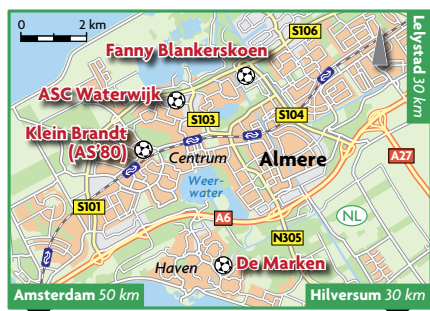 0 2 km
Fanny Blankerskoen
S106
Lelystad 30 km
ASC Waterwijk
S103
S104
Klein Brandt
(AS'80)
Centrum
Almere
A27
Weer-
water
S101
A6
NL
N305
Haven
De Marken
Amsterdam 50 km
Hilversum 30 km